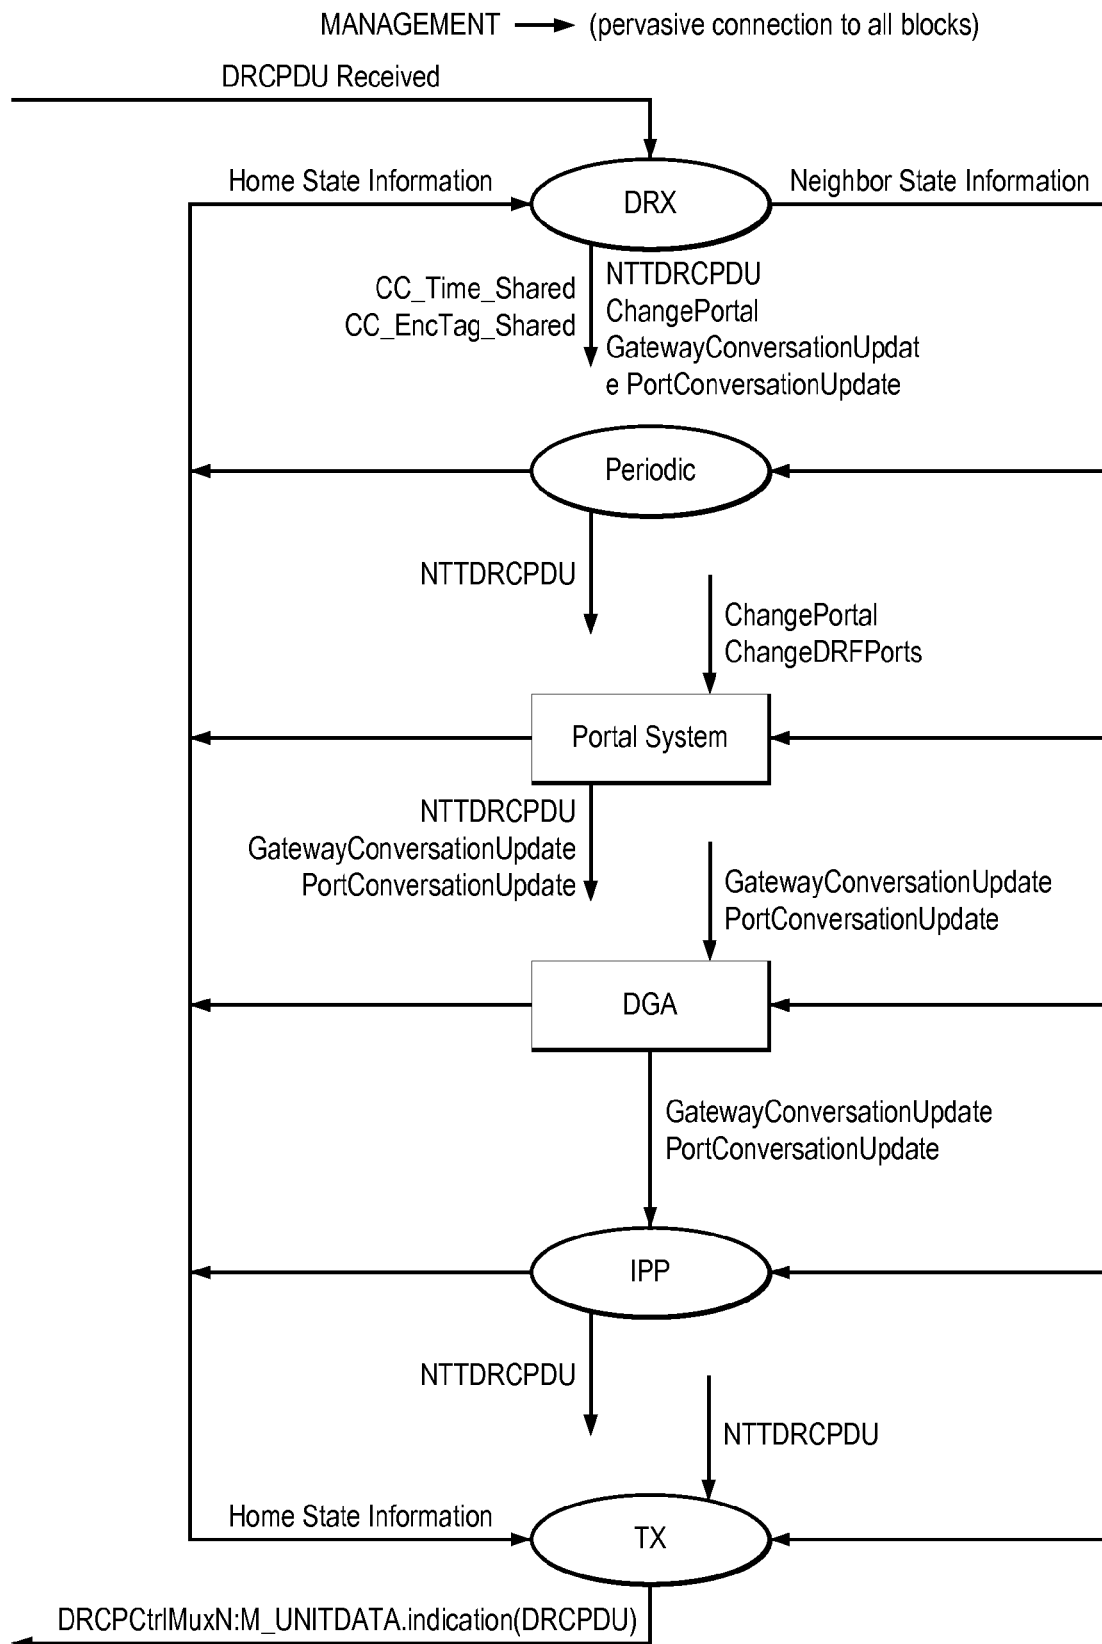 MANAGEMENT (pervasive connection to all blocks)
DRCPDU Received
Home State Information
DRX
Neighbor State Information
CC_Time_Shared
CC_EncTag_Shared
NTTDRCPDU
ChangePortal
GatewayConversationUpdat
e PortConversationUpdate
Periodic
NTTDRCPDU
ChangePortal
ChangeDRFPorts
Portal System
NTTDRCPDU
GatewayConversationUpdate
PortConversationUpdate
GatewayConversationUpdate
PortConversationUpdate
DGA
GatewayConversationUpdate
PortConversationUpdate
IPP
NTTDRCPDU
NTTDRCPDU
Home State Information
TX
DRCPCtrlMuxN:M_UNITDATA.indication(DRCPDU)